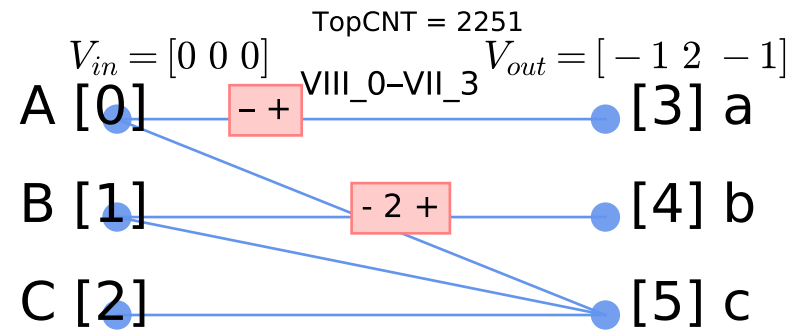 TopCNT = 2251
V_in = [0 0 0]
V_out = [ − 1 2 − 1]
VIII_0–VII_3
A [0]
– +
[3] a
B [1]
- 2 +
[4] b
C [2]
[5] c